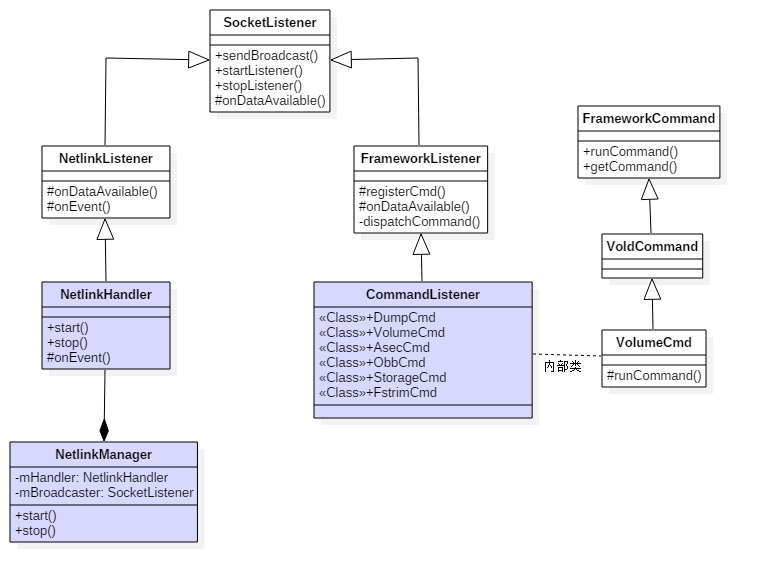 SocketListener
+sendBroadcast()
+startListener()
+stopListener()
#onDataAvailable()
NetlinkListener
#onDataAvailable()
#onEvent()
FrameworkListener
#registerCmd()
#onDataAvailable()
-dispatchCommand()
FrameworkCommand
+runCommand()
+getCommand()
VoldCommand
NetlinkHandler
+start()
+stop()
#onEvent()
CommandListener
«Class»+DumpCmd
«Class»+VolumeCmd
«Class»+AsecCmd
«Class»+ObbCmd
«Class»+StorageCmd
«Class»+FstrimCmd
内部类
VolumeCmd
#runCommand()
NetlinkManager
-mHandler: NetlinkHandler
-mBroadcaster: SocketListener
+start()
+stop()